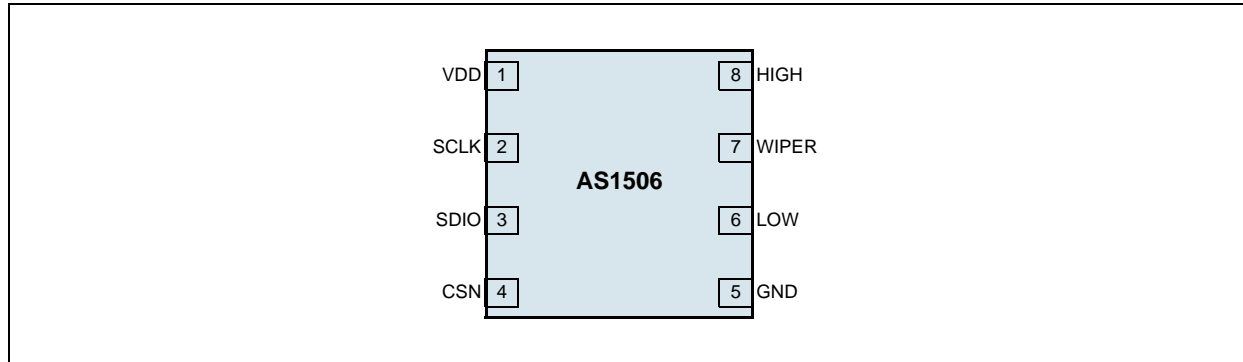 VDD 1 8 HIGH
SCLK 2 7 WIPER
AS1506
SDIO 3 6 LOW
CSN 4 5 GND